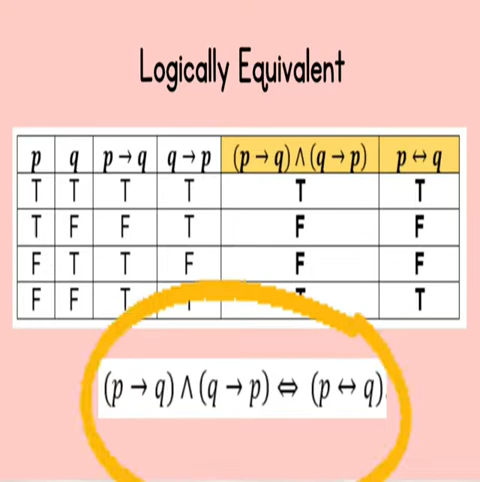 Logically Equivalent
p q p → q q → p (p → q) ∧ (q → p) p ↔ q
T T T T T T
T F F T F F
F T T F F F
F F T T T T
(p → q) ∧ (q → p) ⇔ (p ↔ q)